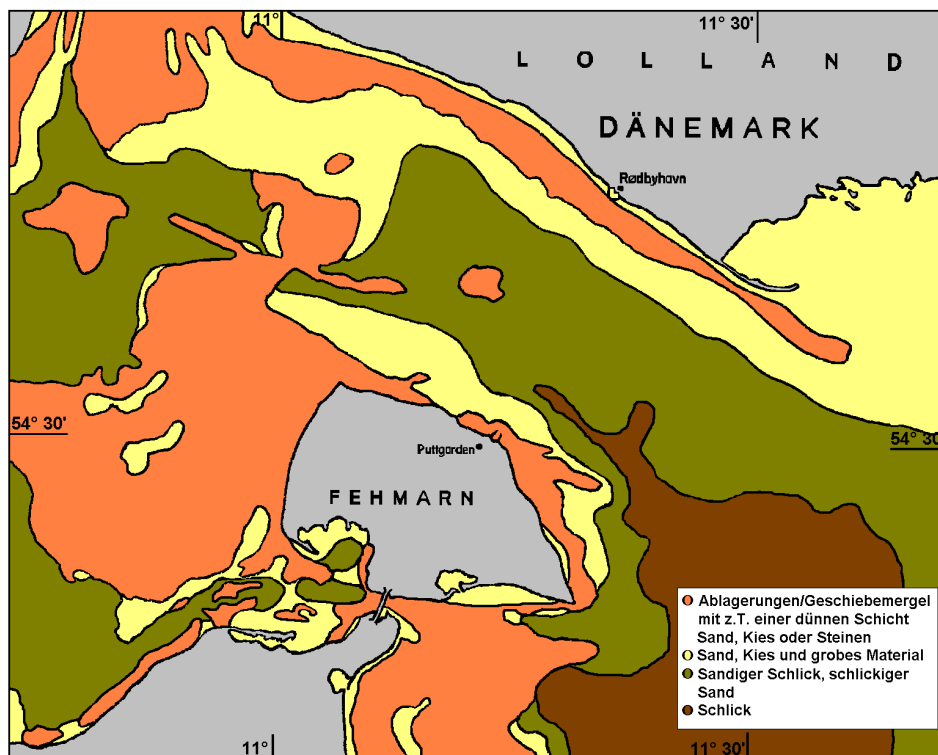 11°
11° 30'
LOLLAND
DÄNEMARK
Rødbyhavn
54° 30'
54° 30'
Puttgarden
FEHMARN
Ablagerungen/Geschiebemergel
mit z.T. einer dünnen Schicht
Sand, Kies oder Steinen
Sand, Kies und grobes Material
Sandiger Schlick, schlickiger
Sand
Schlick
11°
11° 30'